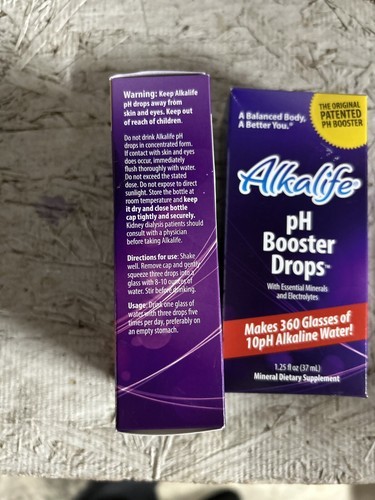 Warning: Keep Alkalife
pH drops away from
skin and eyes. Keep out
of reach of children.
Do not drink Alkalife pH
drops in concentrated form.
If contact with skin and eyes
does occur, immediately
flush thoroughly with water.
Do not exceed the stated
dose. Do not expose to direct
sunlight. Store the bottle at
room temperature and keep
it dry and close bottle
cap tightly and securely.
Kidney dialysis patients should
consult with a physician
before taking Alkalife.
Directions for use: Shake
well. Remove cap and gently
squeeze three drops into a
glass with 8-10 ounces of
water. Stir before drinking.
Usage: Drink one glass of
water with three drops five
times per day, preferably on
an empty stomach.
A Balanced Body,
A Better You.®
THE ORIGINAL
PATENTED
PH BOOSTER
Alkalife®
pH
Booster
Drops™
With Essential Minerals
and Electrolytes
Makes 360 Glasses of
10pH Alkaline Water!
1.25 fl oz (37 mL)
Mineral Dietary Supplement